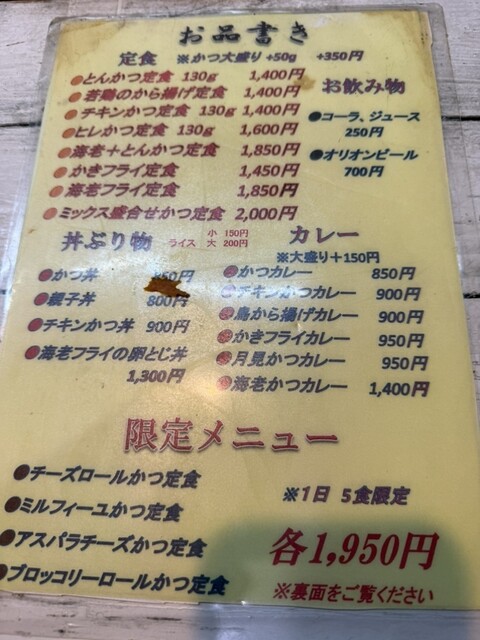 お品書き
定食 ※かつ大盛り+50g +350円
●とんかつ定食 130g 1,400円
●若鶏のから揚げ定食 1,400円
●チキンかつ定食 130g 1,400円
●ヒレかつ定食 130g 1,600円
●海老+とんかつ定食 1,850円
●かきフライ定食 1,450円
●海老フライ定食 1,850円
●ミックス盛合せかつ定食 2,000円
お飲み物
●コーラ、ジュース
250円
●オリオンビール
700円
丼ぶり物
小 150円
ライス 大 200円
●かつ丼 50円
●親子丼 800円
●チキンかつ丼 900円
●海老フライの卵とじ丼
1,300円
カレー
※大盛り+150円
●かつカレー 850円
●チキンかつカレー 900円
●鳥から揚げカレー 900円
●かきフライカレー 950円
●月見かつカレー 950円
●海老かつカレー 1,400円
限定メニュー
●チーズロールかつ定食
●ミルフィーユかつ定食
●アスパラチーズかつ定食
●ブロッコリーロールかつ定食
※1日 5食限定
各1,950円
※裏面をご覧ください